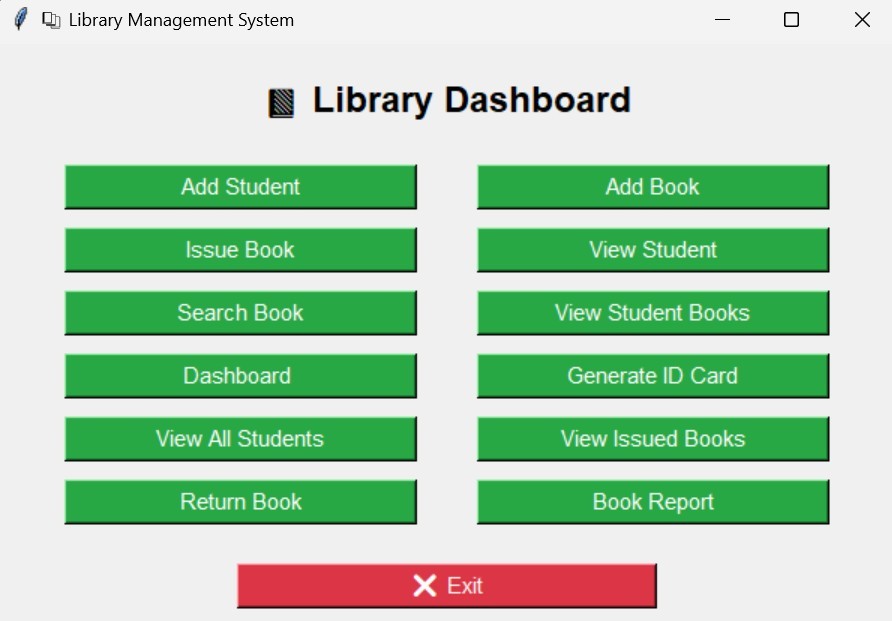 Library Management System
Library Dashboard
Add Student
Add Book
Issue Book
View Student
Search Book
View Student Books
Dashboard
Generate ID Card
View All Students
View Issued Books
Return Book
Book Report
Exit